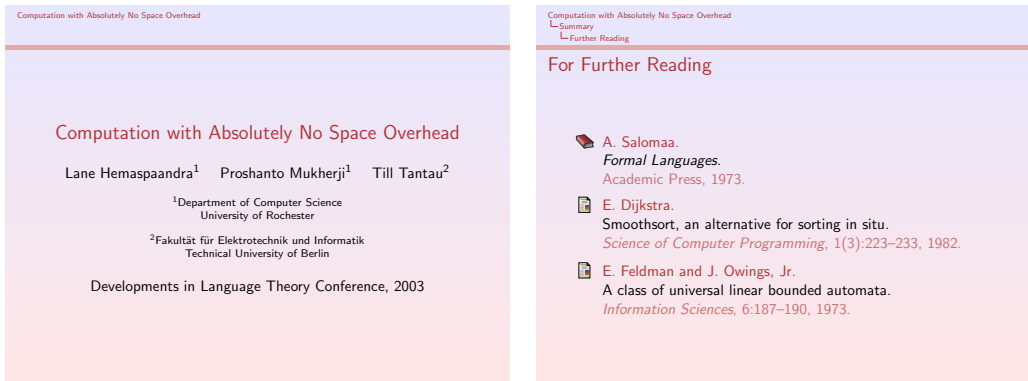 Computation with Absolutely No Space Overhead
Computation with Absolutely No Space Overhead
Lane Hemaspaandra1 Proshanto Mukherji1 Till Tantau2
1Department of Computer Science
University of Rochester
2Fakultät für Elektrotechnik und Informatik
Technical University of Berlin
Developments in Language Theory Conference, 2003
Computation with Absolutely No Space Overhead
Summary
Further Reading
For Further Reading
A. Salomaa.
Formal Languages.
Academic Press, 1973.
E. Dijkstra.
Smoothsort, an alternative for sorting in situ.
Science of Computer Programming, 1(3):223–233, 1982.
E. Feldman and J. Owings, Jr.
A class of universal linear bounded automata.
Information Sciences, 6:187–190, 1973.